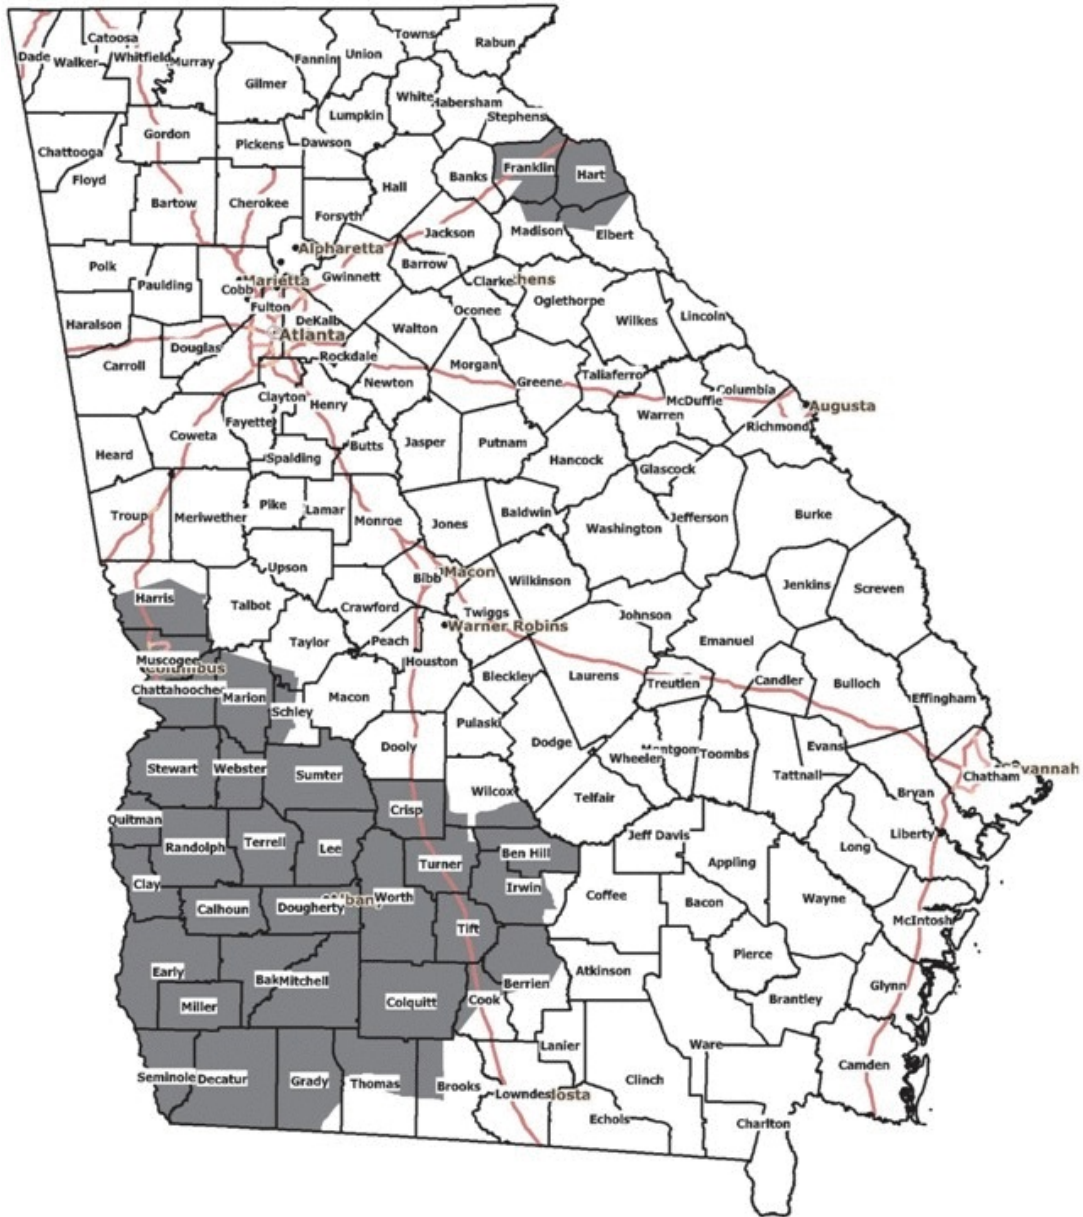 Towns
Rabun
Catoosa
Dade
Walker
Whitfield
Murray
Fannin
Union
Gilmer
White
Habersham
Lumpkin
Stephens
Gordon
Pickens
Dawson
Chattooga
Floyd
Banks
Franklin
Hart
Hall
Bartow
Cherokee
Forsyth
Jackson
Madison
Elbert
Alpharetta
Polk
Paulding
Marietta
Cobb
Gwinnett
Barrow
Clarke
hens
Oglethorpe
Fulton
Oconee
Haralson
DeKalb
Atlanta
Walton
Wilkes
Lincoln
Douglas
Rockdale
Carroll
Newton
Morgan
Greene
Taliaferro
Columbia
McDuffie
Augusta
Clayton
Henry
Warren
Richmond
Fayette
Coweta
Heard
Spalding
Butts
Jasper
Putnam
Hancock
Glascock
Troup
Meriwether
Pike
Lamar
Monroe
Jones
Baldwin
Washington
Jefferson
Burke
Upson
Bibb
Macon
Wilkinson
Jenkins
Screven
Harris
Talbot
Crawford
Twiggs
Johnson
Warner Robins
Taylor
Peach
Emanuel
Muscogee
Houston
Bleckley
Laurens
Treutlen
Candler
Bulloch
Effingham
Chattahoochee
Marion
Schley
Macon
Pulaski
Dooly
Dodge
Wheeler
Montgom
Toombs
Evans
Tattnall
Chatham
vannah
Bryan
Stewart
Webster
Sumter
Crisp
Wilcox
Telfair
Quitman
Randolph
Terrell
Lee
Turner
Ben Hill
Jeff Davis
Appling
Long
Liberty
Clay
Calhoun
Dougherty
Worth
Irwin
Coffee
Bacon
Wayne
McIntosh
Tift
Pierce
Early
Bak
Mitchell
Miller
Colquitt
Cook
Berrien
Atkinson
Brantley
Glynn
Lanier
Ware
Camden
Seminole
Decatur
Grady
Thomas
Brooks
Lowndes
losta
Clinch
Echols
Charlton